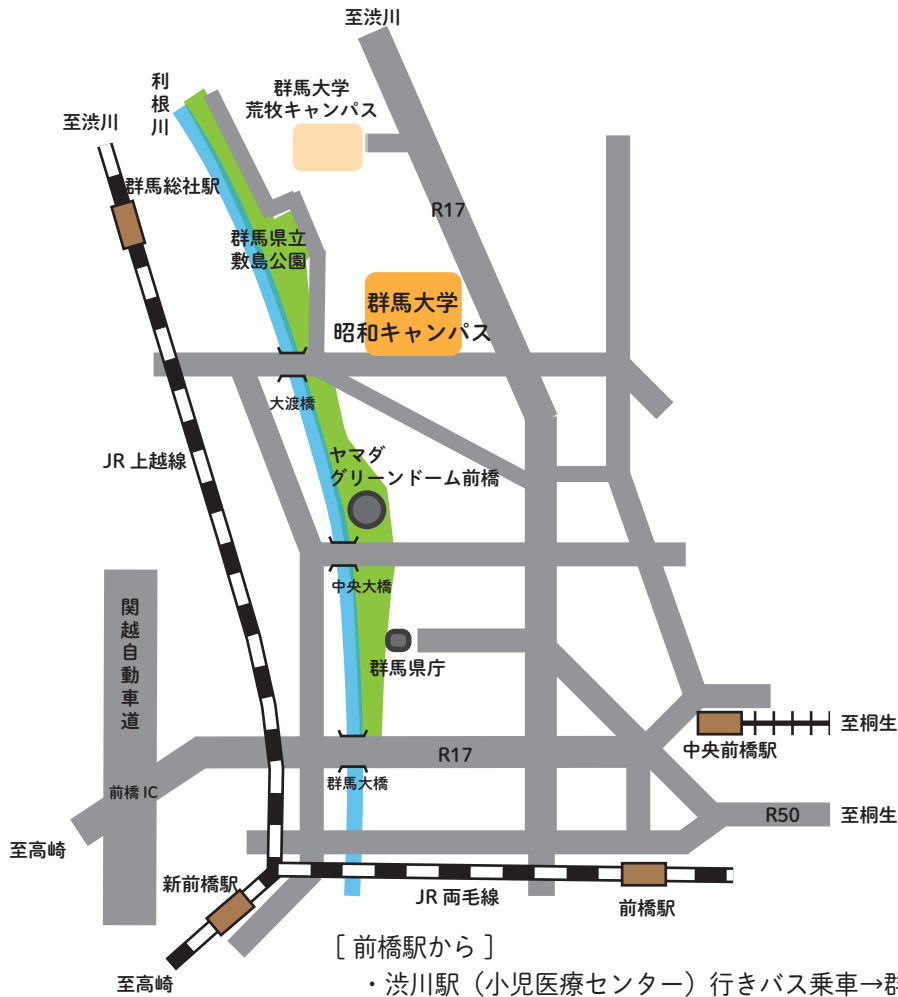 至渋川
利根川
群馬大学
荒牧キャンパス
至渋川
群馬総社駅
R17
群馬県立
敷島公園
群馬大学
昭和キャンパス
大渡橋
JR 上越線
ヤマダ
グリーンドーム前橋
中央大橋
関越自動車道
群馬県庁
至桐生
中央前橋駅
R17
前橋 IC
群馬大橋
R50
至桐生
至高崎
新前橋駅
JR 両毛線
前橋駅
至高崎
[ 前橋駅から ]
・渋川駅（小児医療センター）行きバス乗車→群